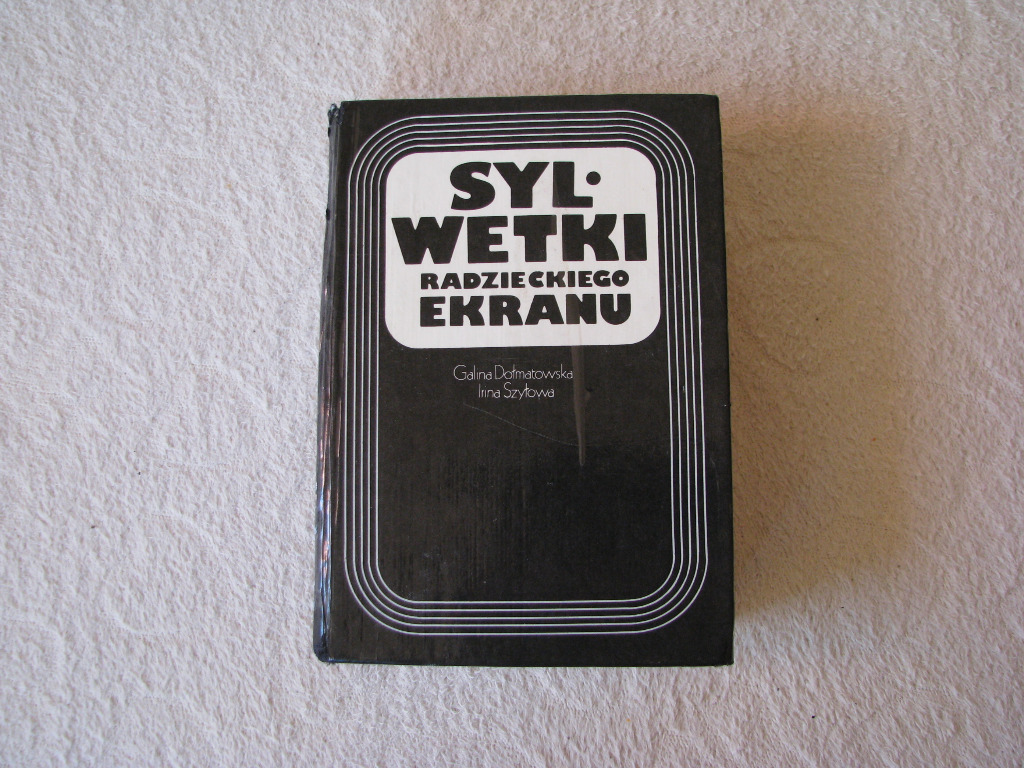 SYL·
WETKI
RADZIECKIEGO
EKRANU
Galina Dołmatowska
Irina Szyłowa